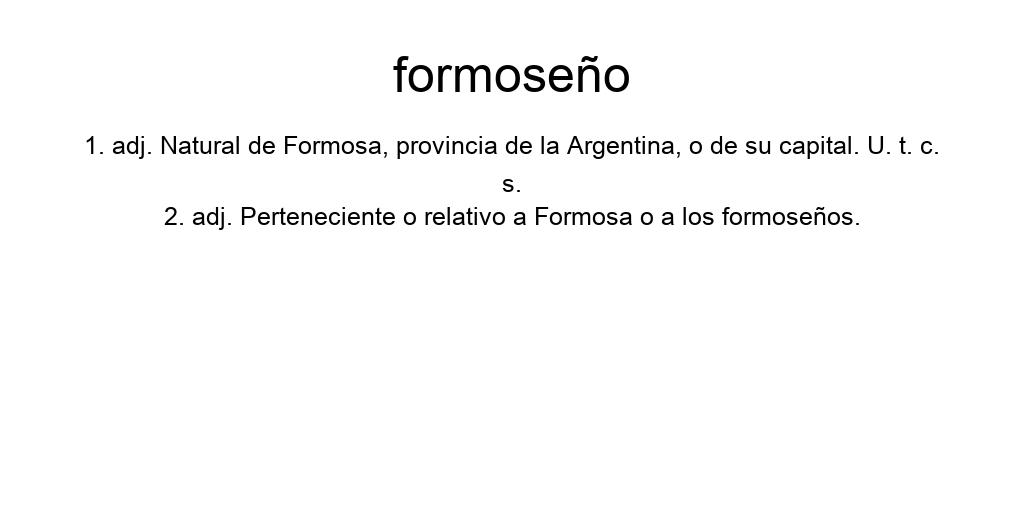 formoseño
1. adj. Natural de Formosa, provincia de la Argentina, o de su capital. U. t. c.
s.
2. adj. Perteneciente o relativo a Formosa o a los formoseños.